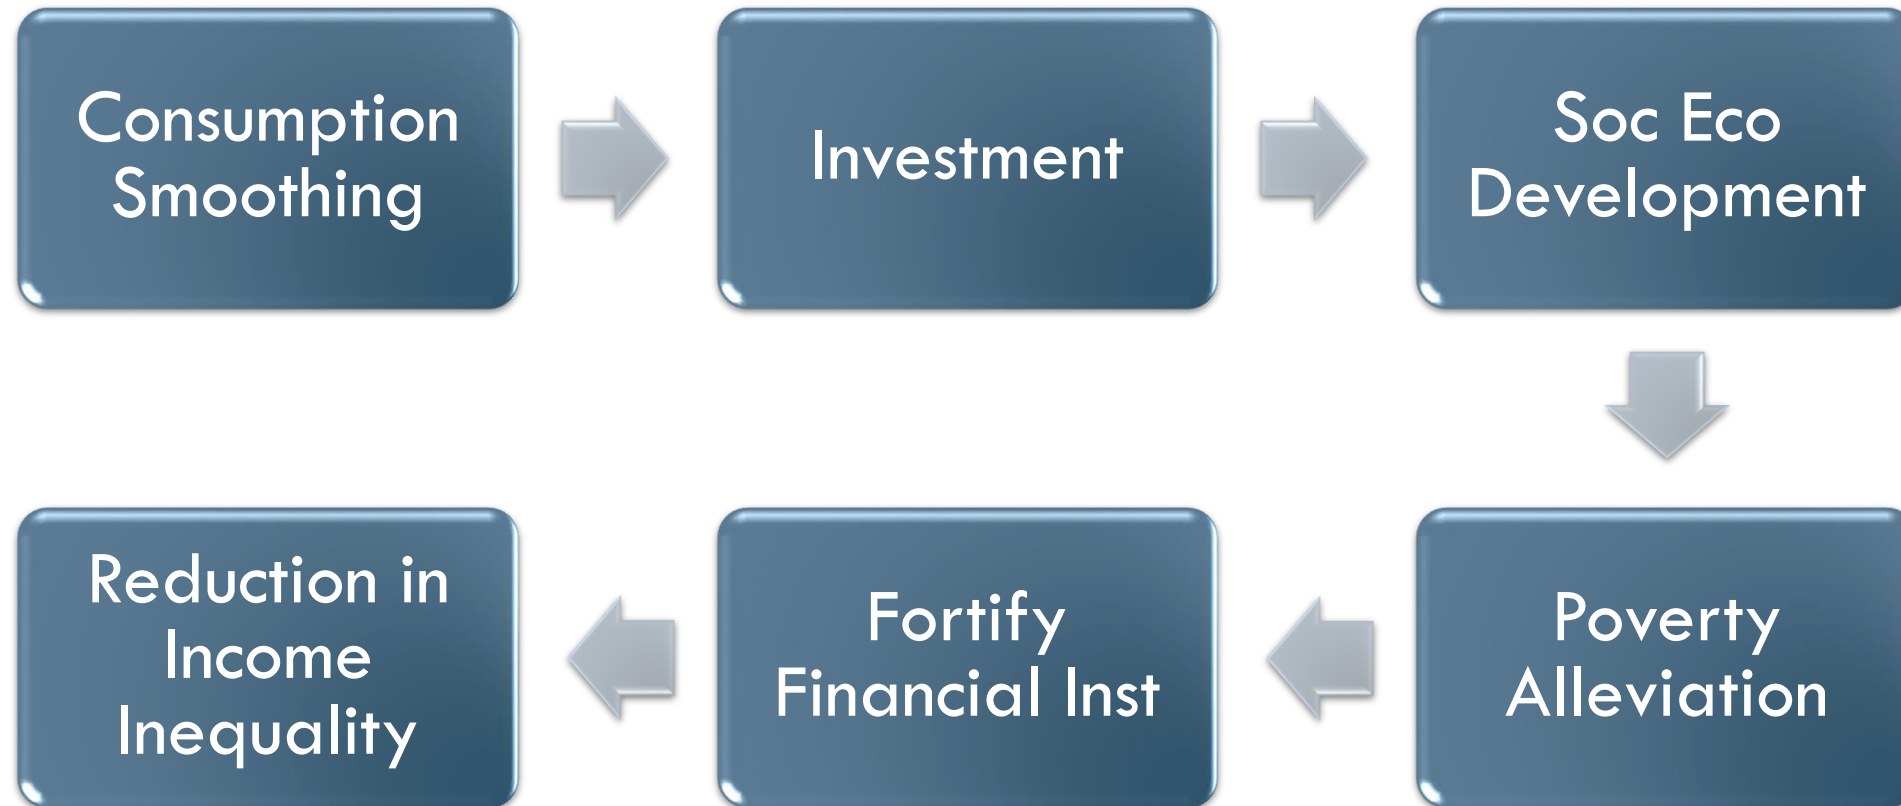 Consumption
Smoothing
Investment
Soc Eco
Development
Poverty
Alleviation
Fortify
Financial Inst
Reduction in
Income
Inequality